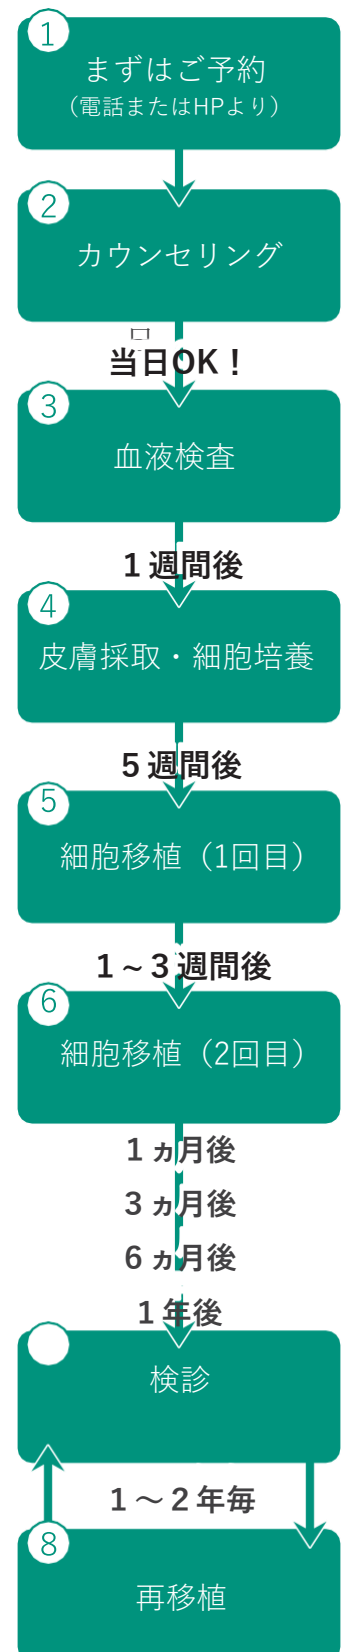 1
まずはご予約
(電話またはHPより)
2
カウンセリング
当日OK！
3
血液検査
1週間後
4
皮膚採取・細胞培養
5週間後
5
細胞移植（1回目）
1~3週間後
6
細胞移植（2回目）
1ヵ月後
3ヵ月後
6ヵ月後
1年後
検診
1〜2年毎
8
再移植